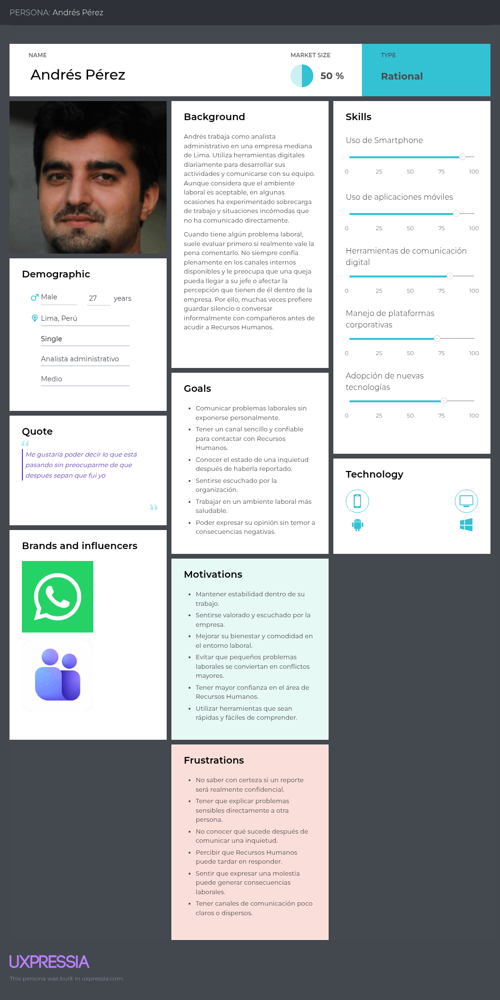 PERSONA: Andrés Pérez
NAME
Andrés Pérez
MARKET SIZE
50 %
TYPE
Rational
Demographic
Male
27 years
Lima, Perú
Single
Analista administrativo
Medio
Quote
“
Me gustaría poder decir lo que está
pasando sin preocuparme de que
después sepan que fui yo
”
Brands and influencers
Background
Andrés trabaja como analista
administrativo en una empresa mediana
de Lima. Utiliza herramientas digitales
diariamente para desarrollar sus
actividades y comunicarse con su equipo.
Aunque considera que el ambiente
laboral es aceptable, en algunas
ocasiones ha experimentado sobrecarga
de trabajo y situaciones incómodas que
no ha comunicado directamente.
Cuando tiene algún problema laboral,
suele evaluar primero si realmente vale la
pena comentarlo. No siempre confía
plenamente en los canales internos
disponibles y le preocupa que una queja
pueda llegar a su jefe o afectar la
percepción que tienen de él dentro de la
empresa. Por ello, muchas veces prefiere
guardar silencio o conversar
informalmente con compañeros antes de
acudir a Recursos Humanos.
Goals
• Comunicar problemas laborales sin
exponerse personalmente.
• Tener un canal sencillo y confiable
para contactar con Recursos
Humanos.
• Conocer el estado de una inquietud
después de haberla reportado.
• Sentirse escuchado por la
organización.
• Trabajar en un ambiente laboral más
saludable.
• Poder expresar su opinión sin temor a
consecuencias negativas.
Motivations
• Mantener estabilidad dentro de su
trabajo.
• Sentirse valorado y escuchado por la
empresa.
• Mejorar su bienestar y comodidad en
el entorno laboral.
• Evitar que pequeños problemas
laborales se conviertan en conflictos
mayores.
• Tener mayor confianza en el área de
Recursos Humanos.
• Utilizar herramientas que sean
rápidas y fáciles de comprender.
Frustrations
• No saber con certeza si un reporte
será realmente confidencial.
• Tener que explicar problemas
sensibles directamente a otra
persona.
• No conocer qué sucede después de
comunicar una inquietud.
• Percibir que Recursos Humanos
puede tardar en responder.
• Sentir que expresar una molestia
puede generar consecuencias
laborales.
• Tener canales de comunicación poco
claros o dispersos.
Skills
Uso de Smartphone
0 25 50 75 100
Uso de aplicaciones móviles
0 25 50 75 100
Herramientas de comunicación
digital
0 25 50 75 100
Manejo de plataformas
corporativas
0 25 50 75 100
Adopción de nuevas
tecnologías
0 25 50 75 100
Technology
UXPRESSIA
This persona was built in uxpressia.com